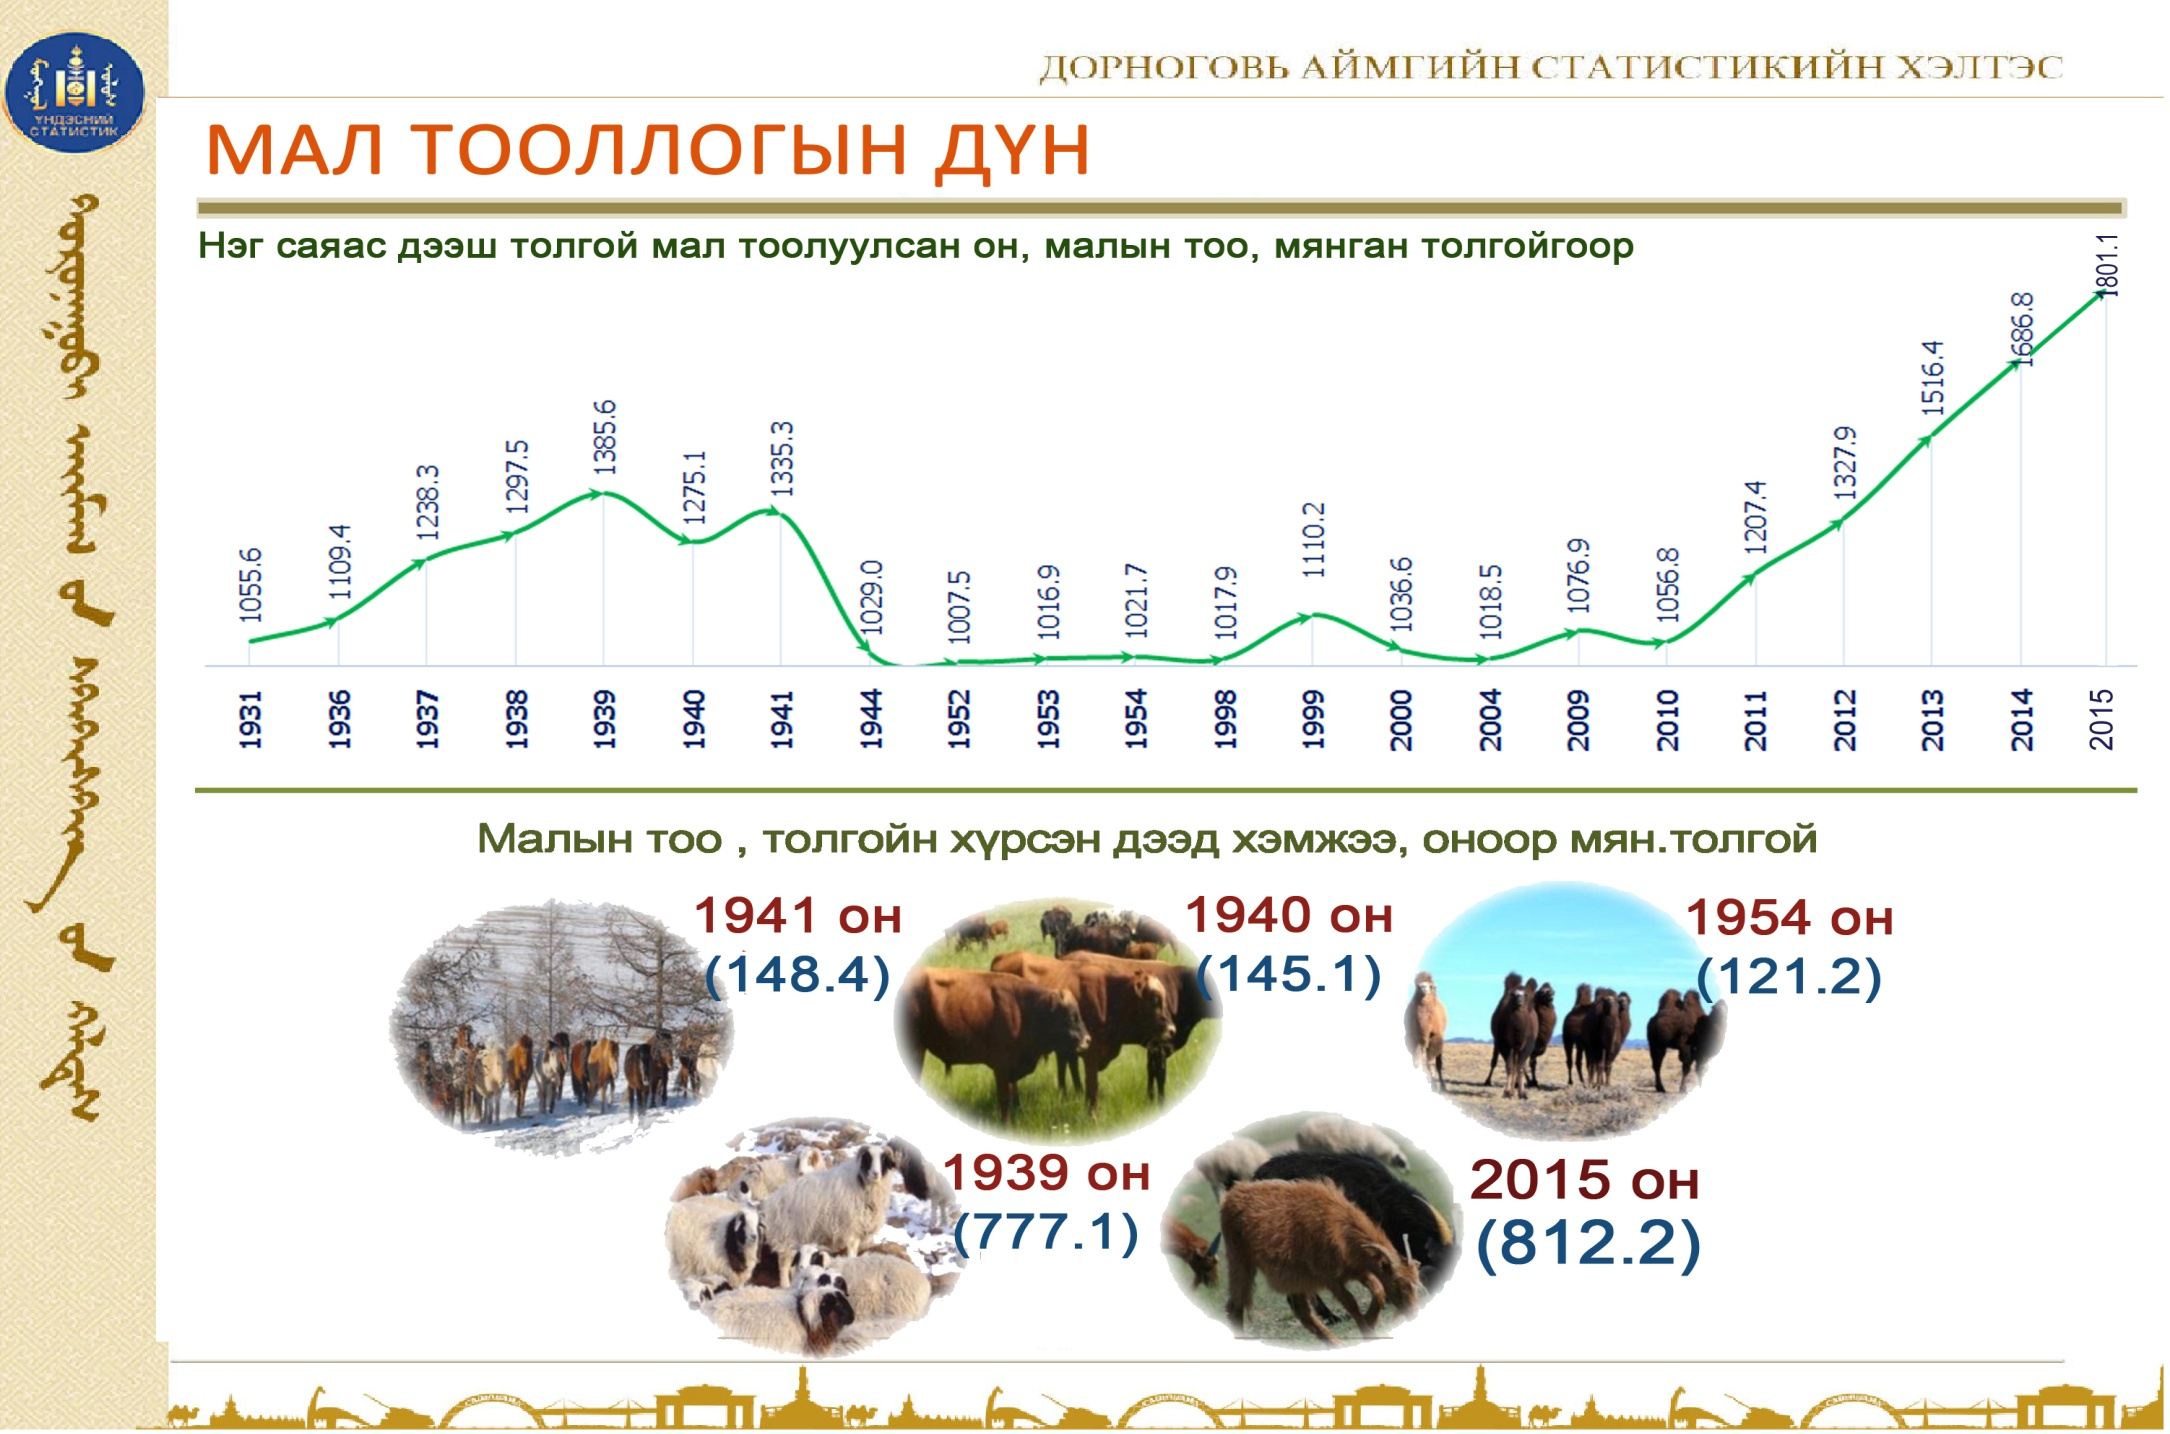 ҮНДЭСНИЙ
СТАТИСТИК
ДОРНОГОВЬ АЙМГИЙН СТАТИСТИКИЙН ХЭЛТЭС
МАЛ ТООЛЛОГЫН ДҮН
Нэг саяас дээш толгой мал тоолуулсан он, малын тоо, мянган толгойгоор
1055.6 1109.4 1238.3 1297.5 1385.6 1275.1 1335.3 1029.0 1007.5 1016.9 1021.7 1017.9 1110.2 1036.6 1018.5 1076.9 1056.8 1207.4 1327.9 1516.4 1686.8 1801.1
1931 1936 1937 1938 1939 1940 1941 1944 1952 1953 1954 1998 1999 2000 2004 2009 2010 2011 2012 2013 2014 2015
Малын тоо , толгойн хүрсэн дээд хэмжээ, оноор мян.толгой
1941 он
(148.4)
1940 он
(145.1)
1954 он
(121.2)
1939 он
(777.1)
2015 он
(812.2)